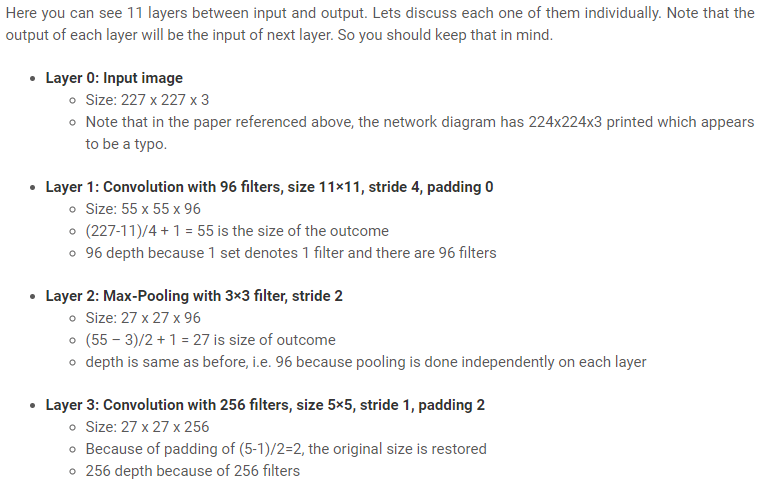 Here you can see 11 layers between input and output. Lets discuss each one of them individually. Note that the
output of each layer will be the input of next layer. So you should keep that in mind.
Layer 0: Input image
Size: 227 x 227 x 3
Note that in the paper referenced above, the network diagram has 224x224x3 printed which appears
to be a typo.
Layer 1: Convolution with 96 filters, size 11×11, stride 4, padding 0
Size: 55 x 55 x 96
(227-11)/4 + 1 = 55 is the size of the outcome
96 depth because 1 set denotes 1 filter and there are 96 filters
Layer 2: Max-Pooling with 3×3 filter, stride 2
Size: 27 x 27 x 96
(55 – 3)/2 + 1 = 27 is size of outcome
depth is same as before, i.e. 96 because pooling is done independently on each layer
Layer 3: Convolution with 256 filters, size 5×5, stride 1, padding 2
Size: 27 x 27 x 256
Because of padding of (5-1)/2=2, the original size is restored
256 depth because of 256 filters